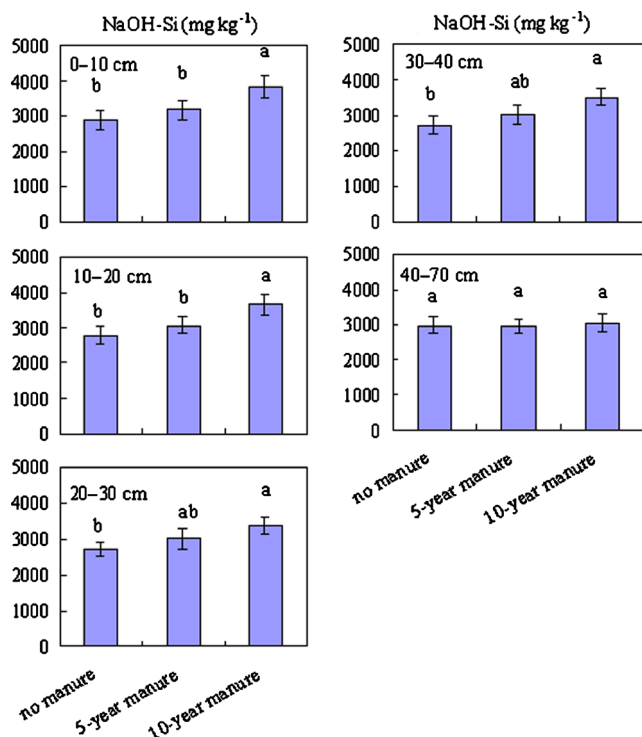 NaOH-Si (mg kg⁻¹)
5000
4000
3000
2000
1000
0
0–10 cm
b
b
a
5000
4000
3000
2000
1000
0
10–20 cm
b
b
a
5000
4000
3000
2000
1000
0
20–30 cm
b
ab
a
no manure
5-year manure
10-year manure
NaOH-Si (mg kg⁻¹)
5000
4000
3000
2000
1000
0
30–40 cm
b
ab
a
5000
4000
3000
2000
1000
0
40–70 cm
a
a
a
no manure
5-year manure
10-year manure